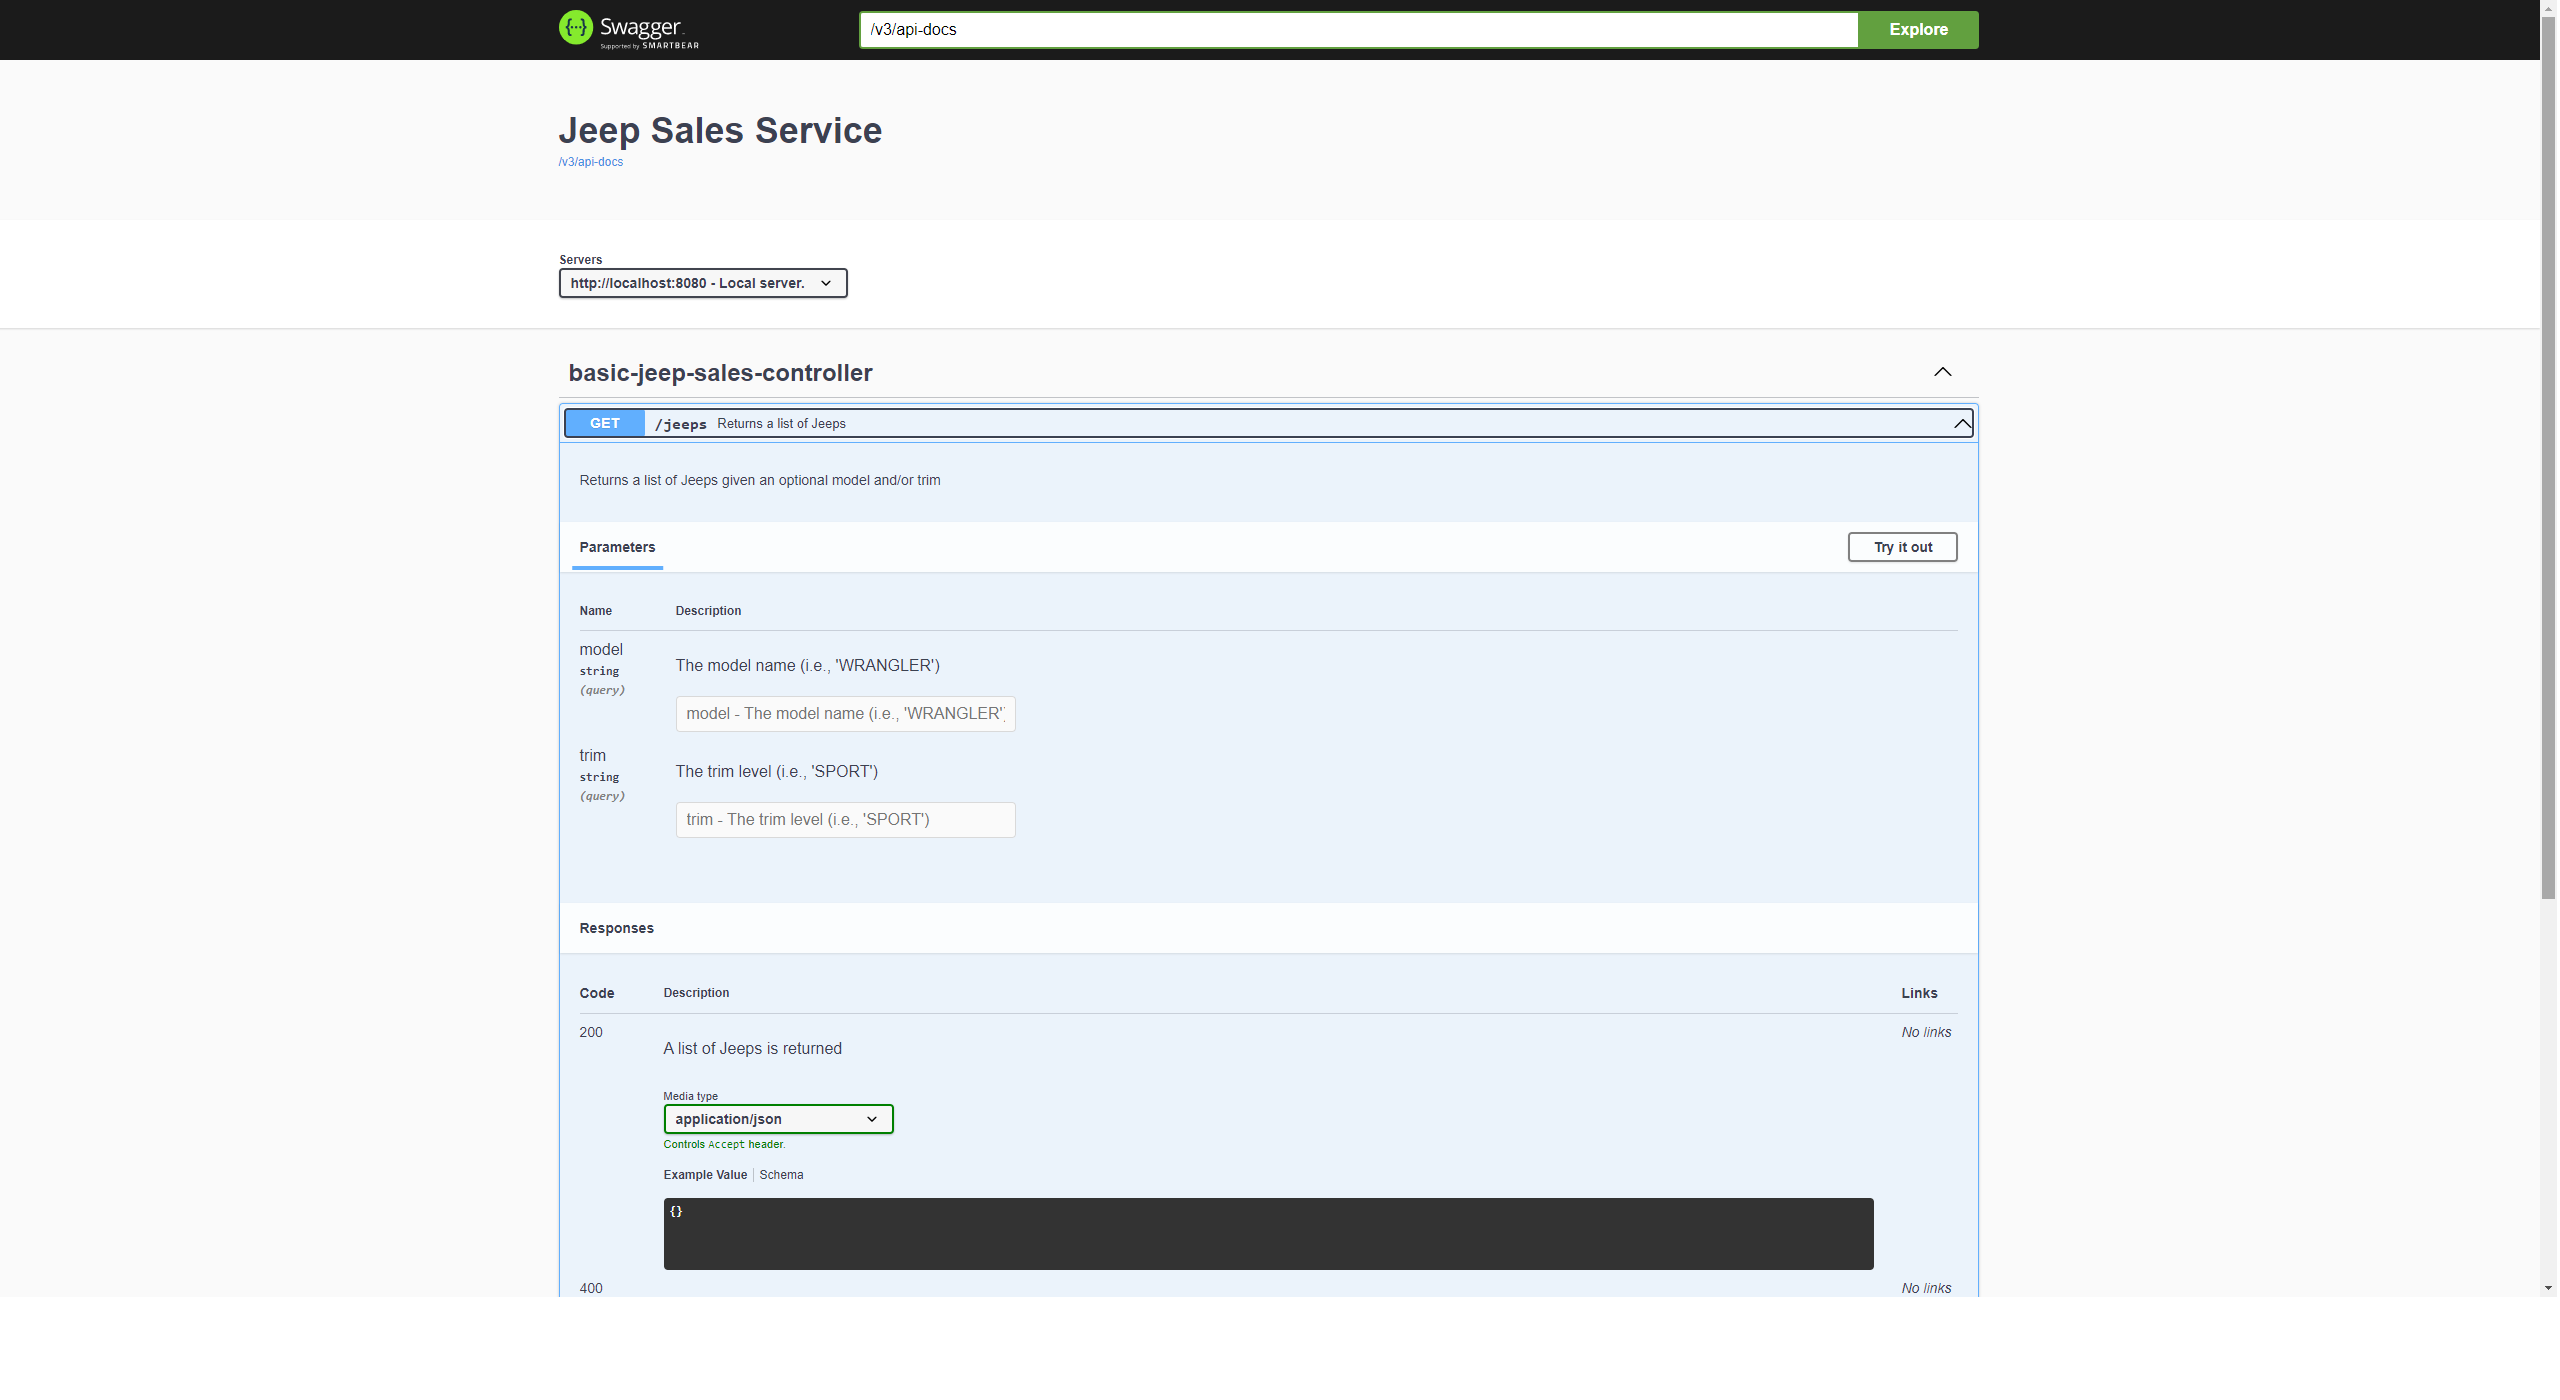 Swagger
Supported by SMARTBEAR
/v3/api-docs
Explore
Jeep Sales Service
/v3/api-docs
Servers
http://localhost:8080 - Local server.
basic-jeep-sales-controller
GET /jeeps Returns a list of Jeeps
Returns a list of Jeeps given an optional model and/or trim
Parameters
Try it out
Name Description
model
string
(query)
The model name (i.e., 'WRANGLER')
model - The model name (i.e., 'WRANGLER'
trim
string
(query)
The trim level (i.e., 'SPORT')
trim - The trim level (i.e., 'SPORT')
Responses
Code Description Links
200
A list of Jeeps is returned
No links
Media type
application/json
Controls Accept header.
Example Value Schema
{}
400 No links